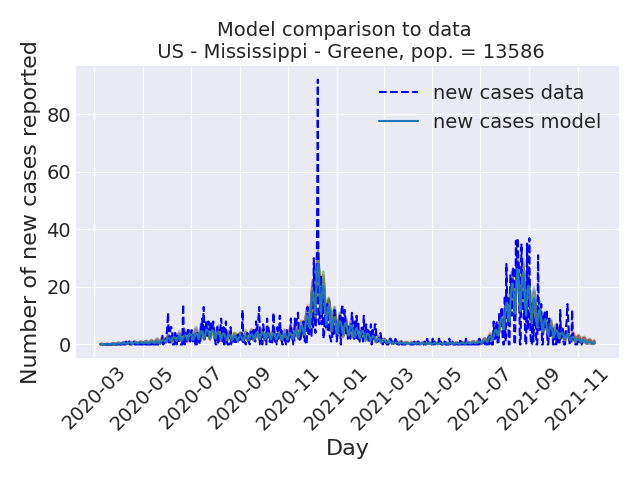 Model comparison to data
US - Mississippi - Greene, pop. = 13586
Number of new cases reported
80
60
40
20
0
new cases data
new cases model
2020-03
2020-05
2020-07
2020-09
2020-11
2021-01
2021-03
2021-05
2021-07
2021-09
2021-11
Day